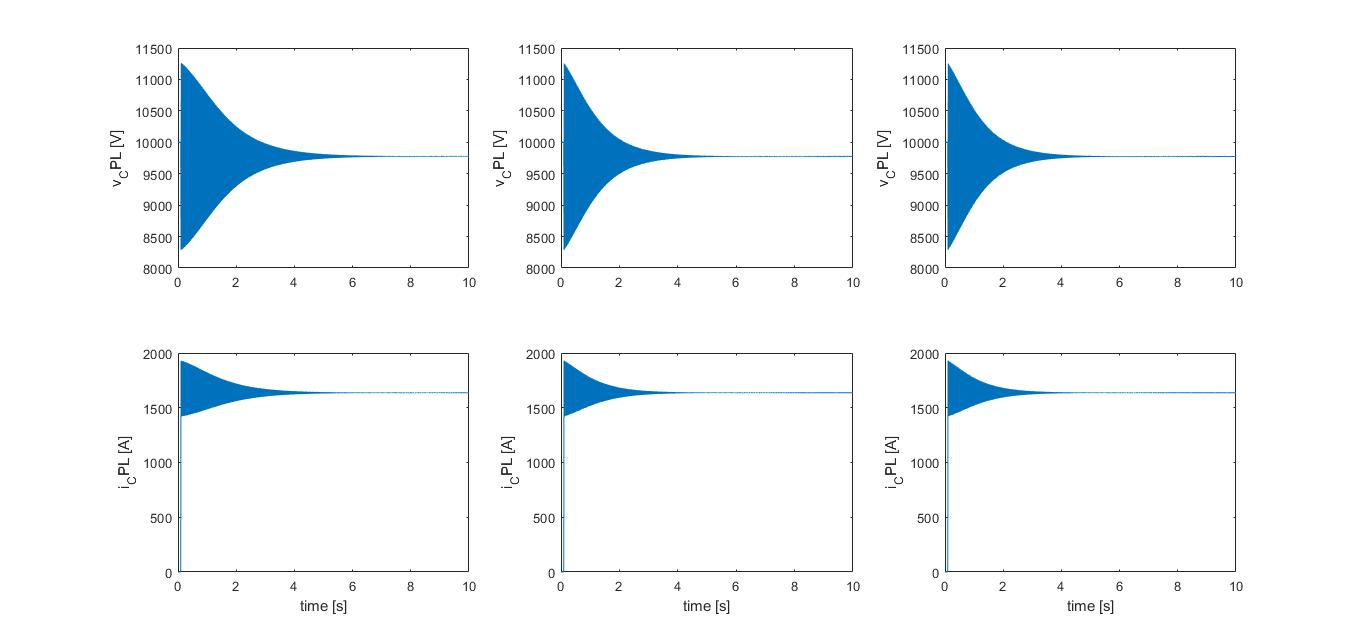 11500 11500 11500
11000 11000 11000
10500 10500 10500
10000 10000 10000
9500 9500 9500
9000 9000 9000
8500 8500 8500
8000 8000 8000
v_CPL [V] v_CPL [V] v_CPL [V]
0 2 4 6 8 10 0 2 4 6 8 10 0 2 4 6 8 10
2000 2000 2000
1500 1500 1500
1000 1000 1000
500 500 500
0 0 0
i_CPL [A] i_CPL [A] i_CPL [A]
0 2 4 6 8 10 0 2 4 6 8 10 0 2 4 6 8 10
time [s] time [s] time [s]